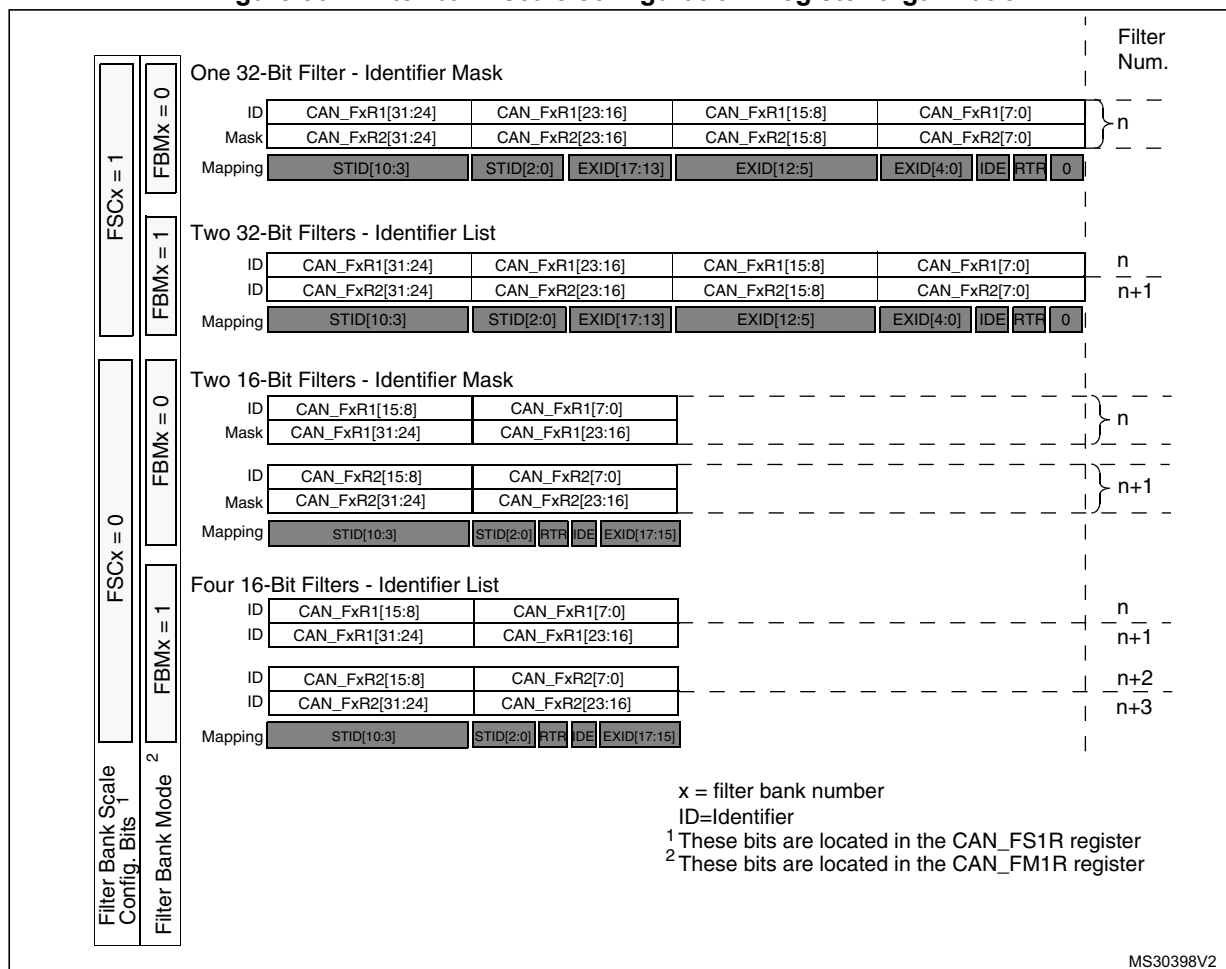 Filter
Num.
One 32-Bit Filter - Identifier Mask
ID CAN_FxR1[31:24] CAN_FxR1[23:16] CAN_FxR1[15:8] CAN_FxR1[7:0]
n
Mask CAN_FxR2[31:24] CAN_FxR2[23:16] CAN_FxR2[15:8] CAN_FxR2[7:0]
Mapping STID[10:3] STID[2:0] EXID[17:13] EXID[12:5] EXID[4:0] IDE RTR 0
FBMx = 0
FSCx = 1
Two 32-Bit Filters - Identifier List
ID CAN_FxR1[31:24] CAN_FxR1[23:16] CAN_FxR1[15:8] CAN_FxR1[7:0] n
ID CAN_FxR2[31:24] CAN_FxR2[23:16] CAN_FxR2[15:8] CAN_FxR2[7:0] n+1
Mapping STID[10:3] STID[2:0] EXID[17:13] EXID[12:5] EXID[4:0] IDE RTR 0
FBMx = 1
Two 16-Bit Filters - Identifier Mask
ID CAN_FxR1[15:8] CAN_FxR1[7:0]
n
Mask CAN_FxR1[31:24] CAN_FxR1[23:16]
ID CAN_FxR2[15:8] CAN_FxR2[7:0]
n+1
Mask CAN_FxR2[31:24] CAN_FxR2[23:16]
Mapping STID[10:3] STID[2:0] RTR IDE EXID[17:15]
FBMx = 0
FSCx = 0
Four 16-Bit Filters - Identifier List
ID CAN_FxR1[15:8] CAN_FxR1[7:0] n
ID CAN_FxR1[31:24] CAN_FxR1[23:16] n+1
ID CAN_FxR2[15:8] CAN_FxR2[7:0] n+2
ID CAN_FxR2[31:24] CAN_FxR2[23:16] n+3
Mapping STID[10:3] STID[2:0] RTR IDE EXID[17:15]
FBMx = 1
Filter Bank Scale
Config. Bits 1
Filter Bank Mode 2
x = filter bank number
ID=Identifier
1 These bits are located in the CAN_FS1R register
2 These bits are located in the CAN_FM1R register
MS30398V2